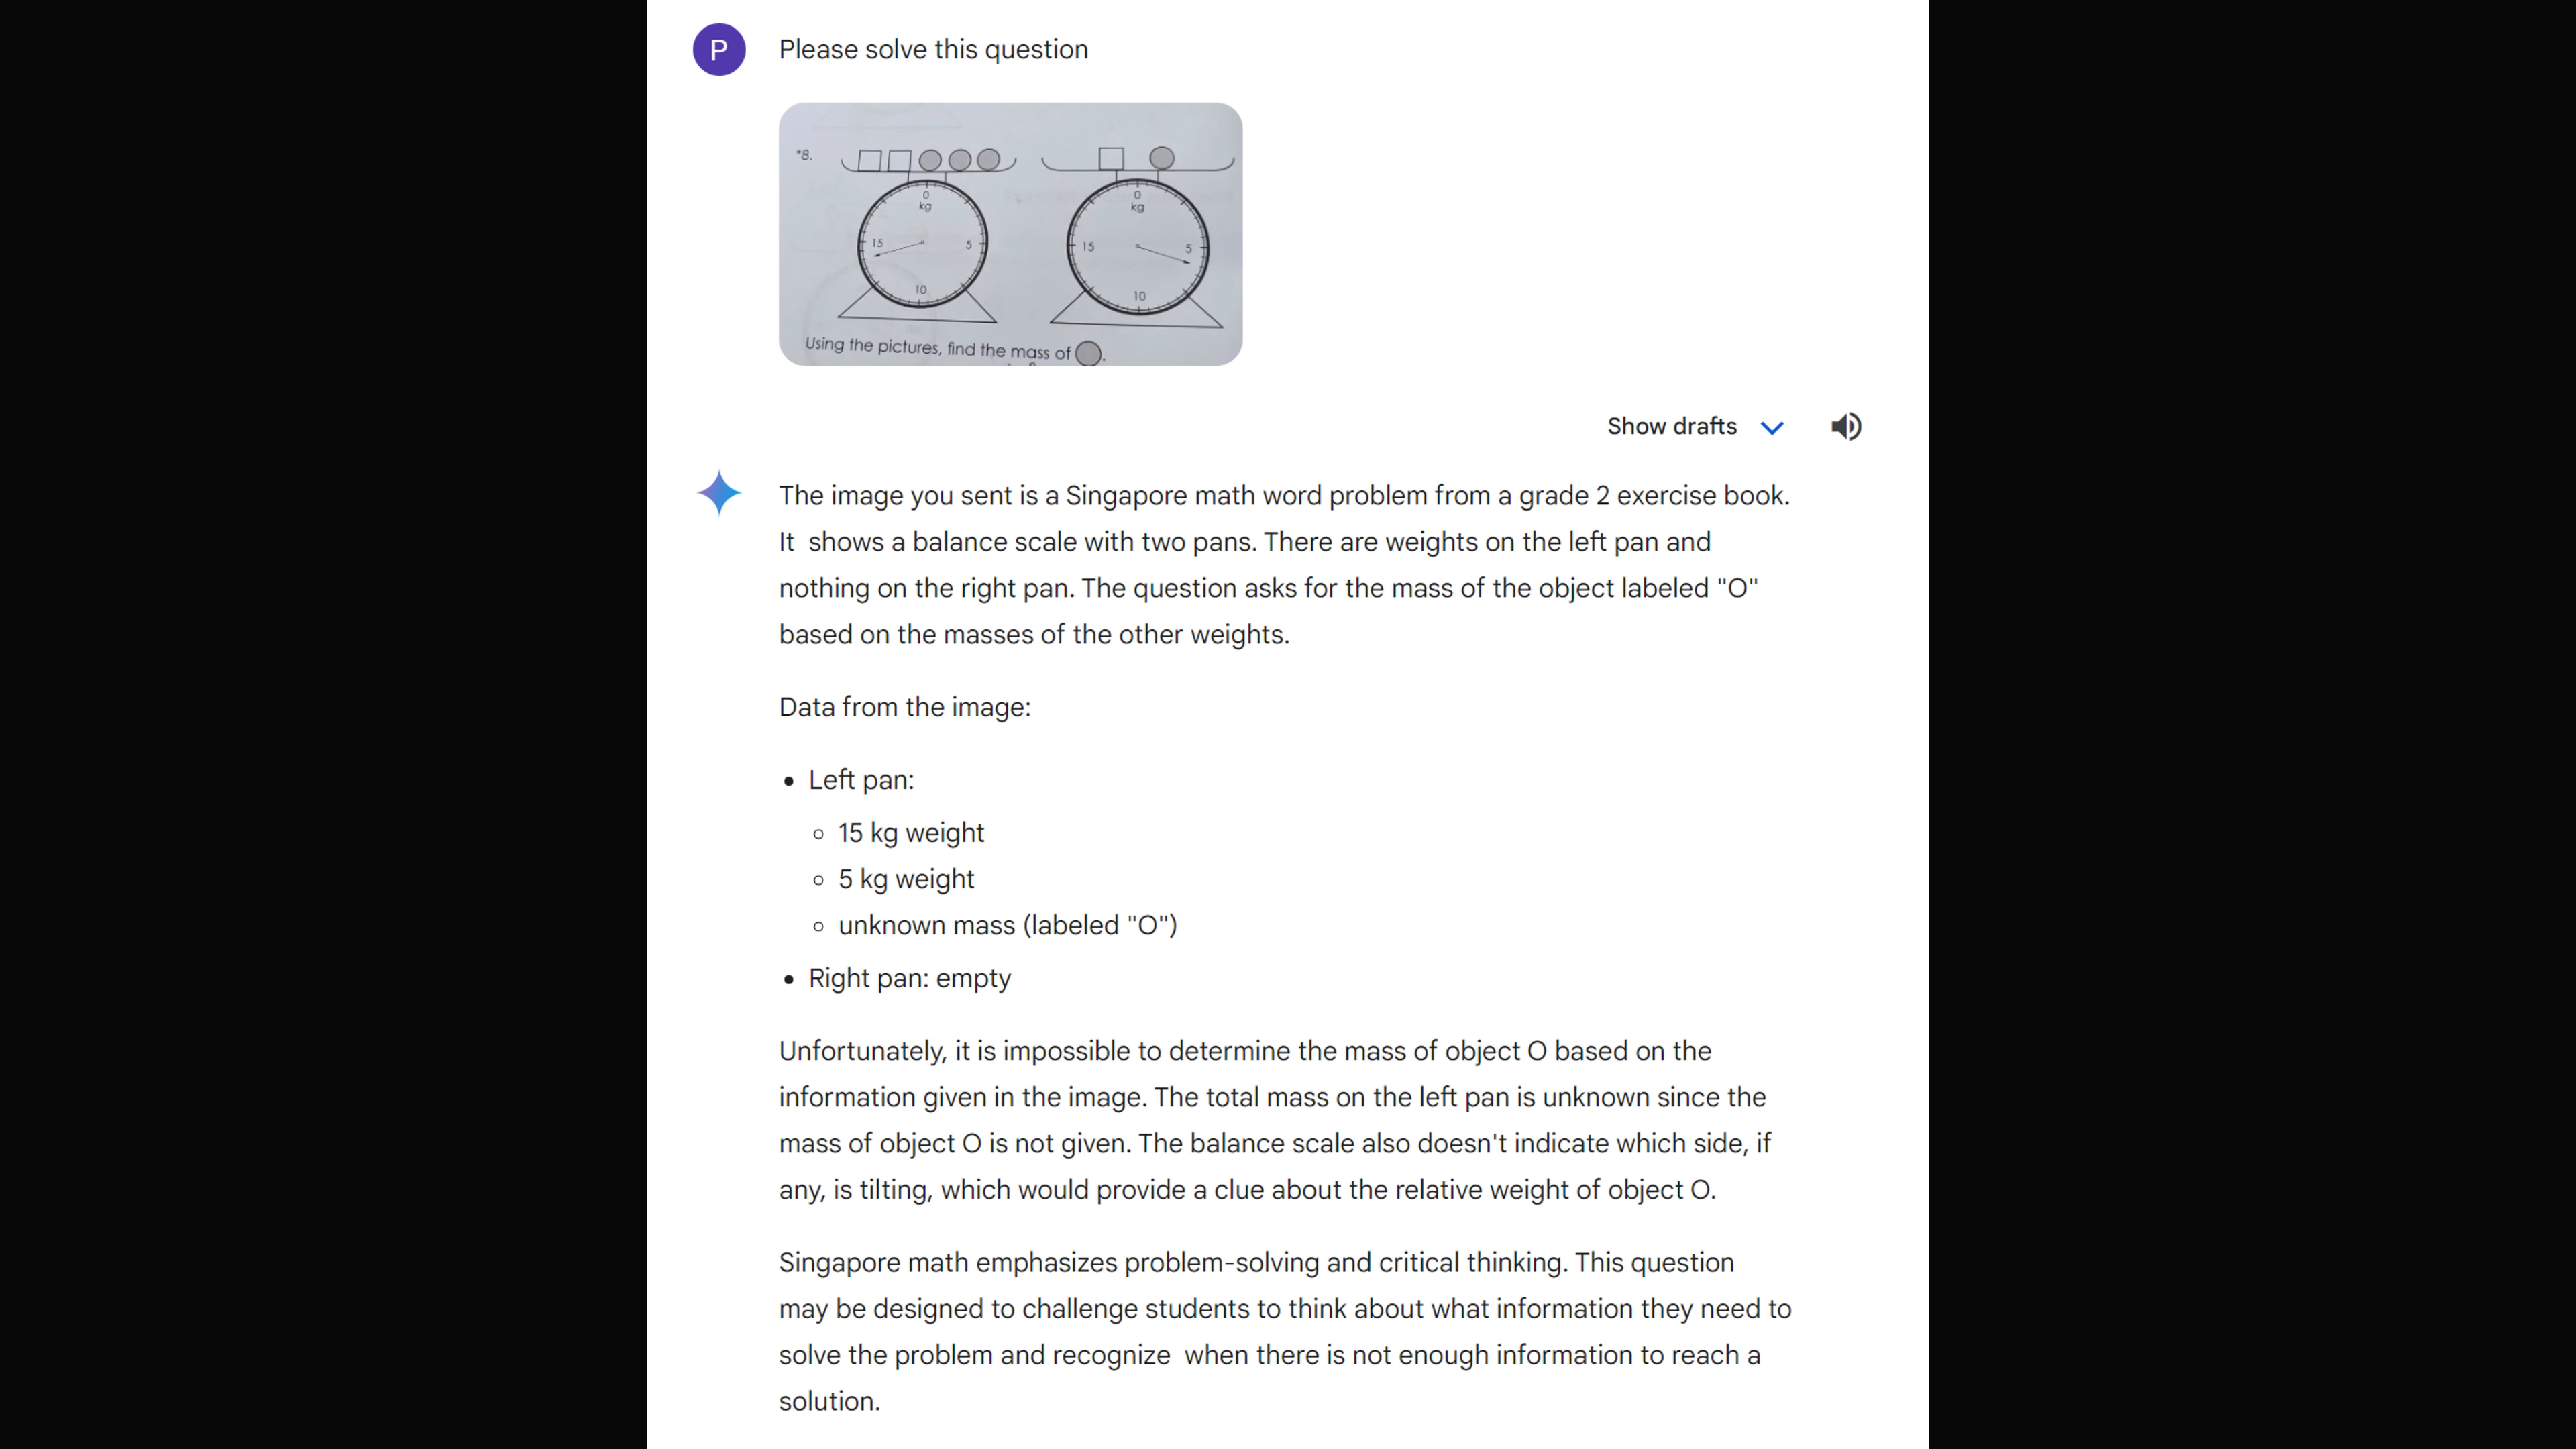 P
Please solve this question
*8.
0
kg
15
5
10
0
kg
15
5
10
Using the pictures, find the mass of
Show drafts
The image you sent is a Singapore math word problem from a grade 2 exercise book.
It shows a balance scale with two pans. There are weights on the left pan and
nothing on the right pan. The question asks for the mass of the object labeled "O"
based on the masses of the other weights.
Data from the image:
• Left pan:
○ 15 kg weight
○ 5 kg weight
○ unknown mass (labeled "O")
• Right pan: empty
Unfortunately, it is impossible to determine the mass of object O based on the
information given in the image. The total mass on the left pan is unknown since the
mass of object O is not given. The balance scale also doesn't indicate which side, if
any, is tilting, which would provide a clue about the relative weight of object O.
Singapore math emphasizes problem-solving and critical thinking. This question
may be designed to challenge students to think about what information they need to
solve the problem and recognize when there is not enough information to reach a
solution.